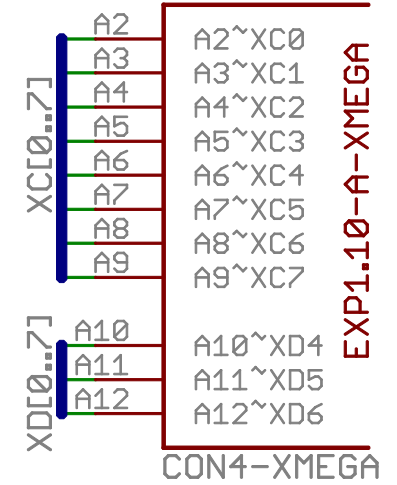 XC[0..7]
A2 A2~XC0
A3 A3~XC1
A4 A4~XC2
A5 A5~XC3
A6 A6~XC4
A7 A7~XC5
A8 A8~XC6
A9 A9~XC7
EXP1.10-A-XMEGA
XD[0..7]
A10 A10~XD4
A11 A11~XD5
A12 A12~XD6
CON4-XMEGA